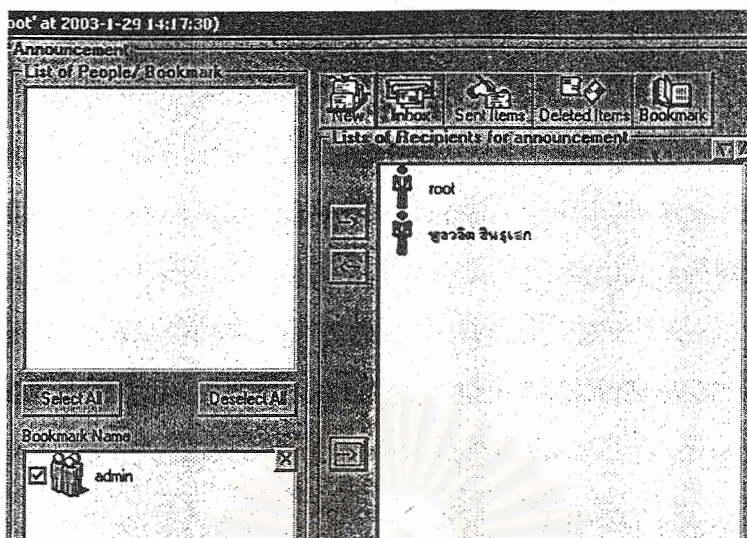 oot' at 2003-1-29 14:17:30)
Announcement:
List of People/ Bookmark
New Inbox Sent Items Deleted Items Bookmark
Lists of Recipients for announcement
root
Select All Deselect All
Bookmark Name
admin